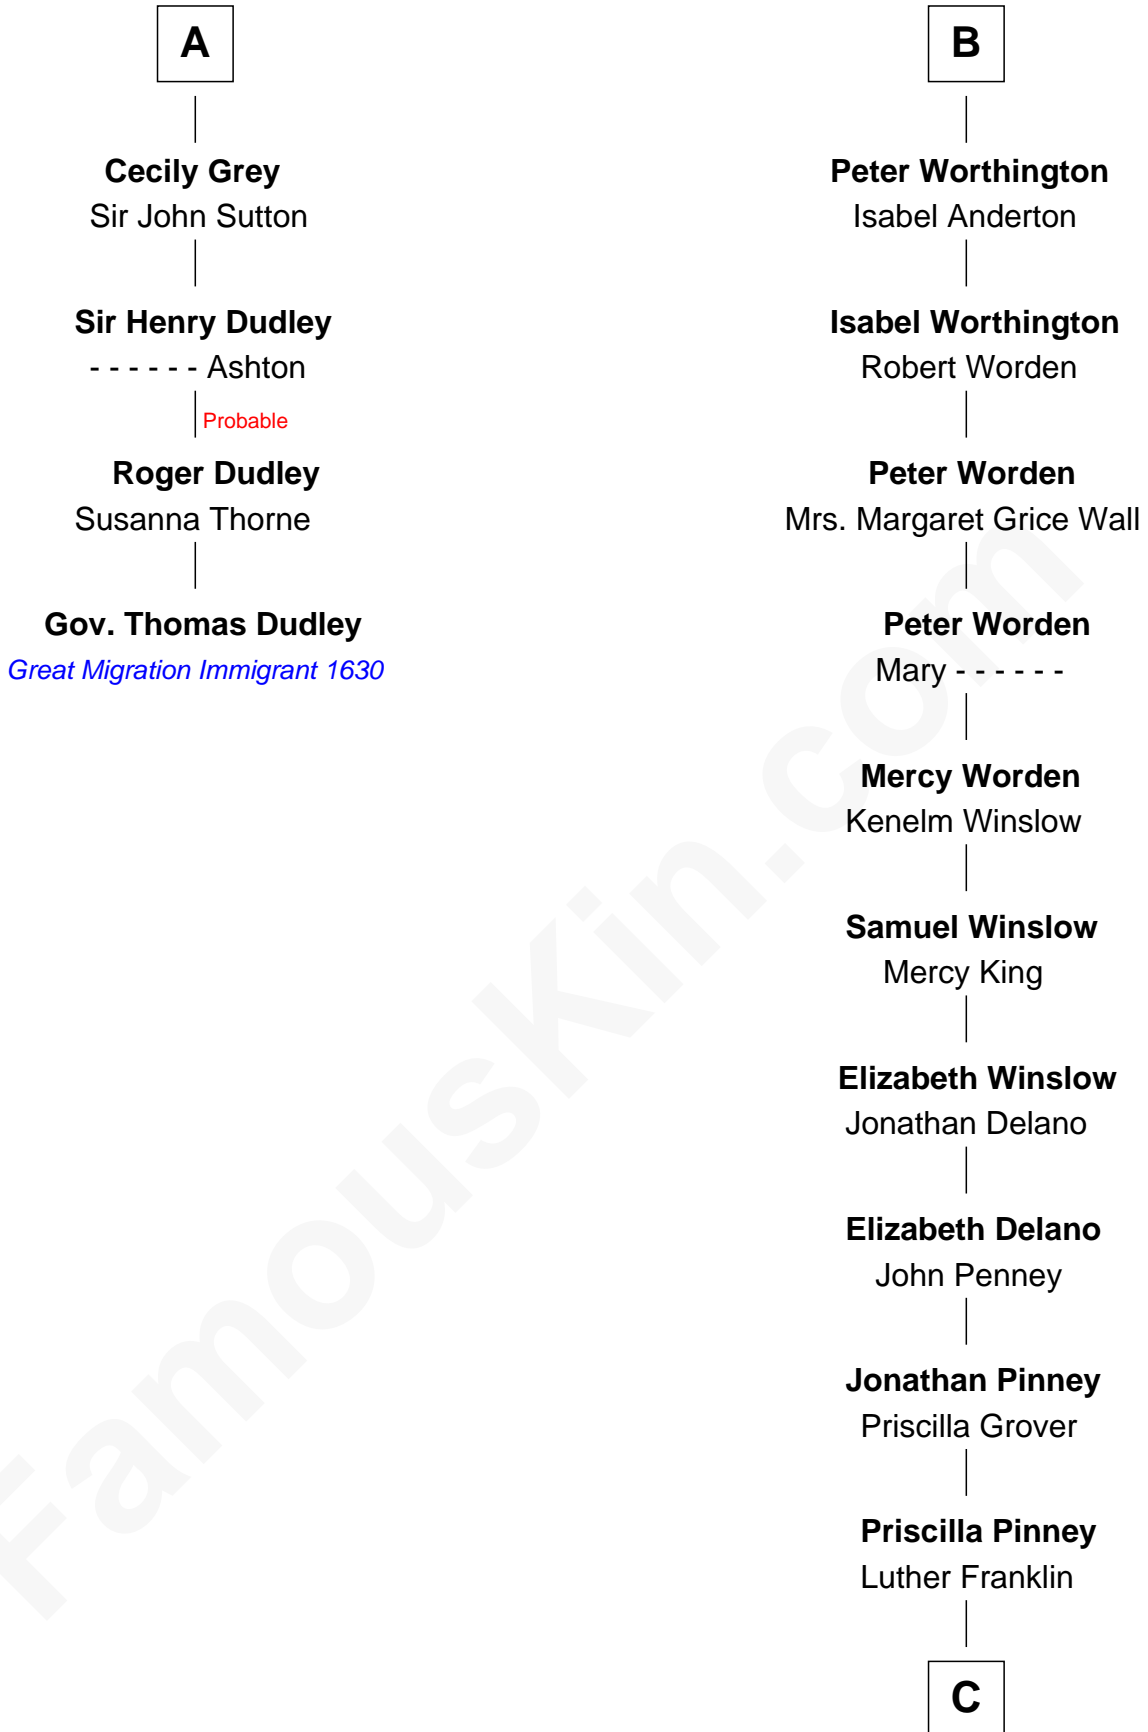 A
Cecily Grey
Sir John Sutton
Sir Henry Dudley
- - - - - - Ashton
Probable
Roger Dudley
Susanna Thorne
Gov. Thomas Dudley
Great Migration Immigrant 1630
B
Peter Worthington
Isabel Anderton
Isabel Worthington
Robert Worden
Peter Worden
Mrs. Margaret Grice Wall
Peter Worden
Mary - - - - - -
Mercy Worden
Kenelm Winslow
Samuel Winslow
Mercy King
Elizabeth Winslow
Jonathan Delano
Elizabeth Delano
John Penney
Jonathan Pinney
Priscilla Grover
Priscilla Pinney
Luther Franklin
C
FamousKin.com